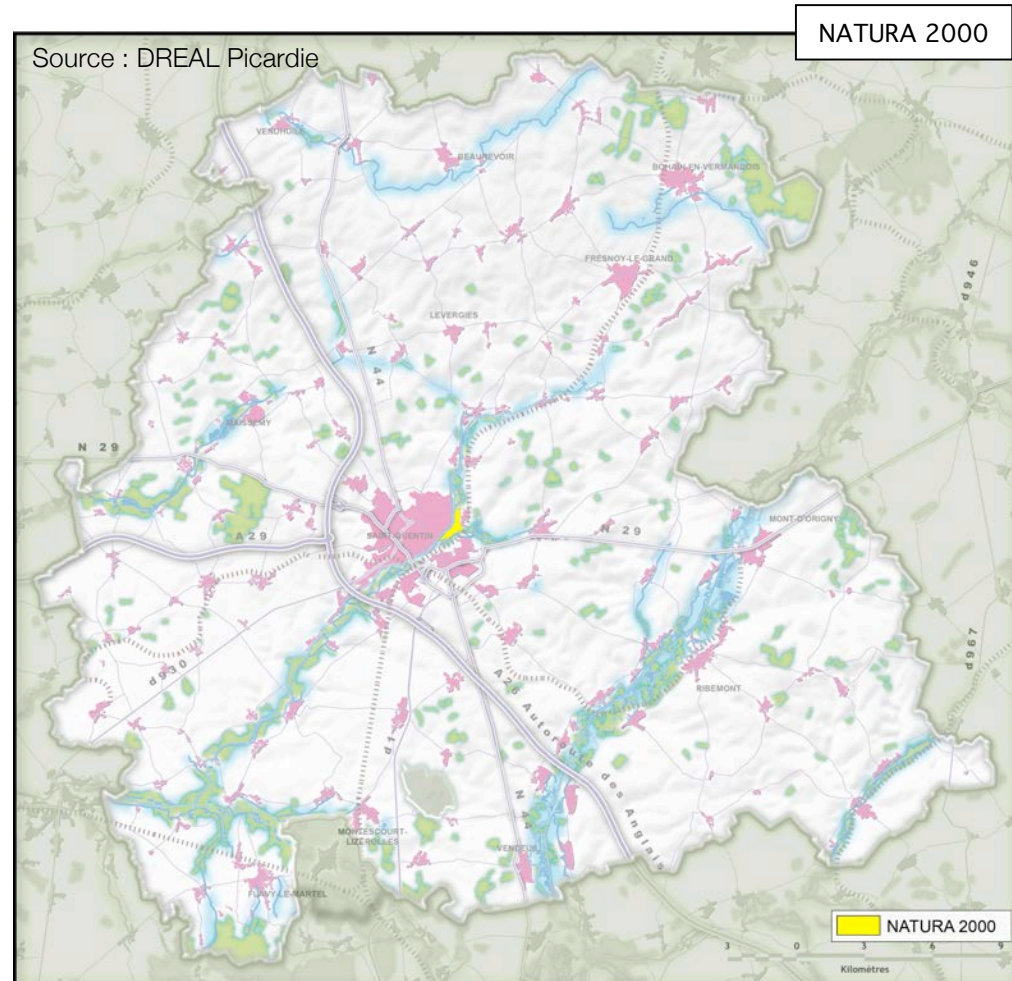 NATURA 2000
Source : DREAL Picardie
VENDHUILE
BEAUREVOIR
BOHAIN-EN-VERMANDOIS
FRESNOY-LE-GRAND
d946
LEVERGIES
N 44
MAISSEMY
N 29
MONT-D'ORIGNY
SAINT-QUENTIN
A 29
N 29
d930
d967
RIBEMONT
A26 Autoroute des Anglais
d1
N 44
MONTESCOURT-
LIZEROLLES
VENDEUIL
FLAVY-LE-MARTEL
NATURA 2000
3 0 3 6 9
Kilomètres